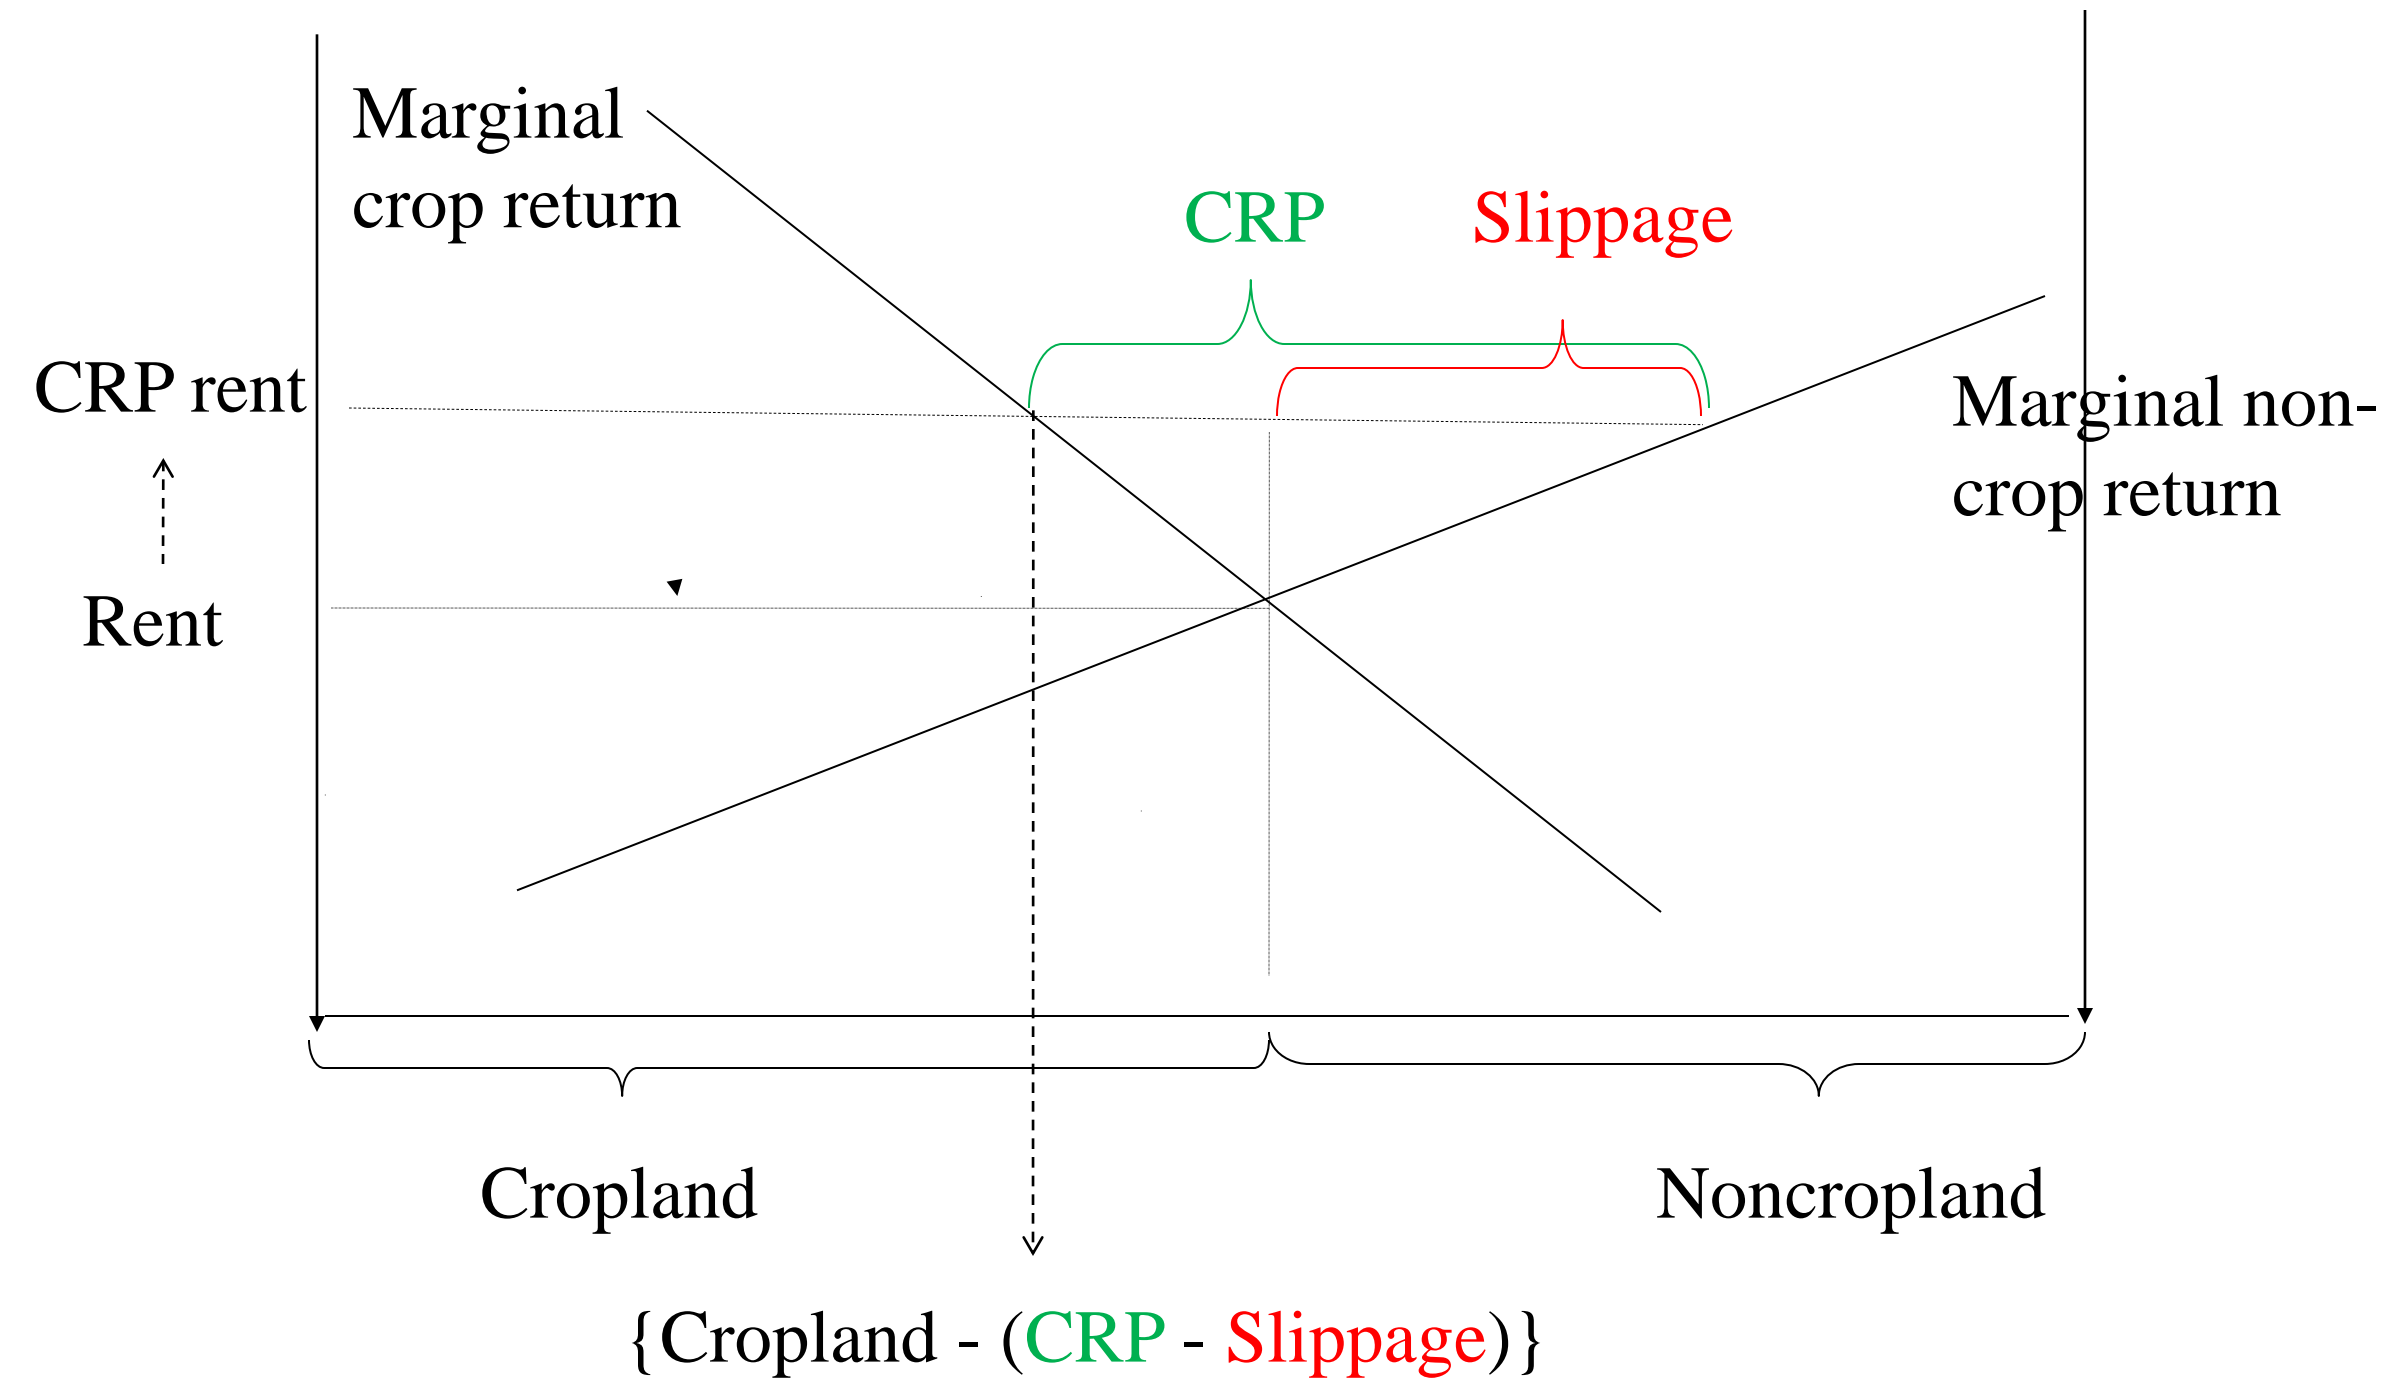 Marginal
crop return
CRP
Slippage
CRP rent
Marginal non-
crop return
Rent
Cropland
Noncropland
{Cropland - (CRP - Slippage)}